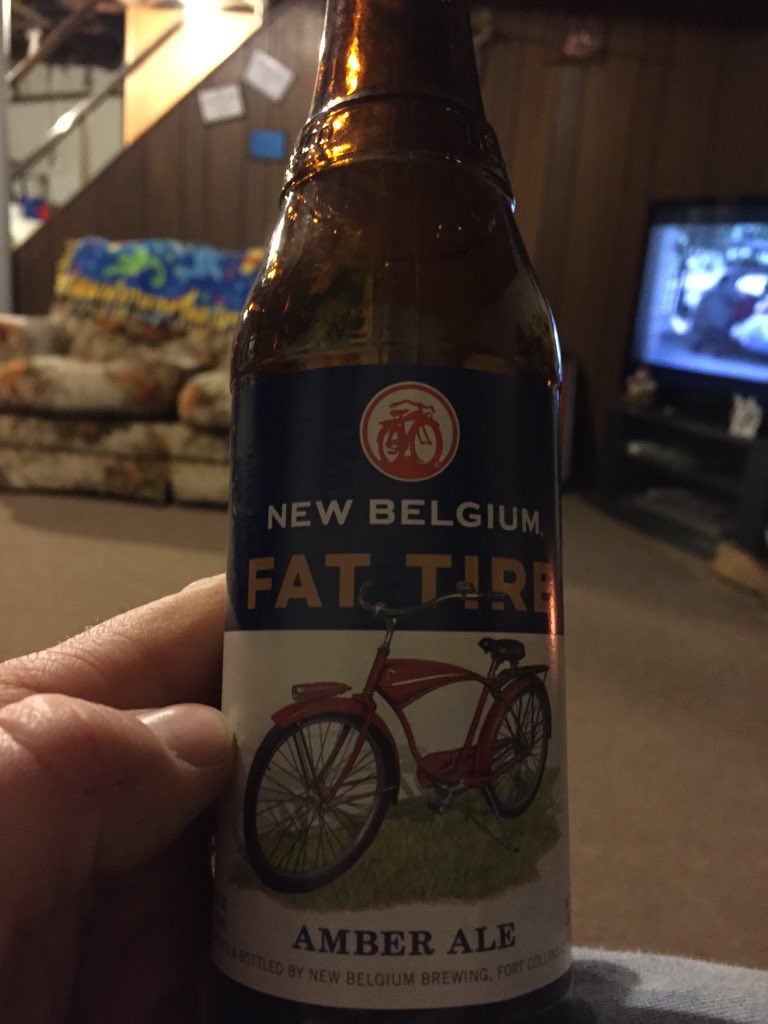 NEW BELGIUM
FAT TIRE
AMBER ALE
& BOTTLED BY NEW BELGIUM BREWING, FORT COLLINS